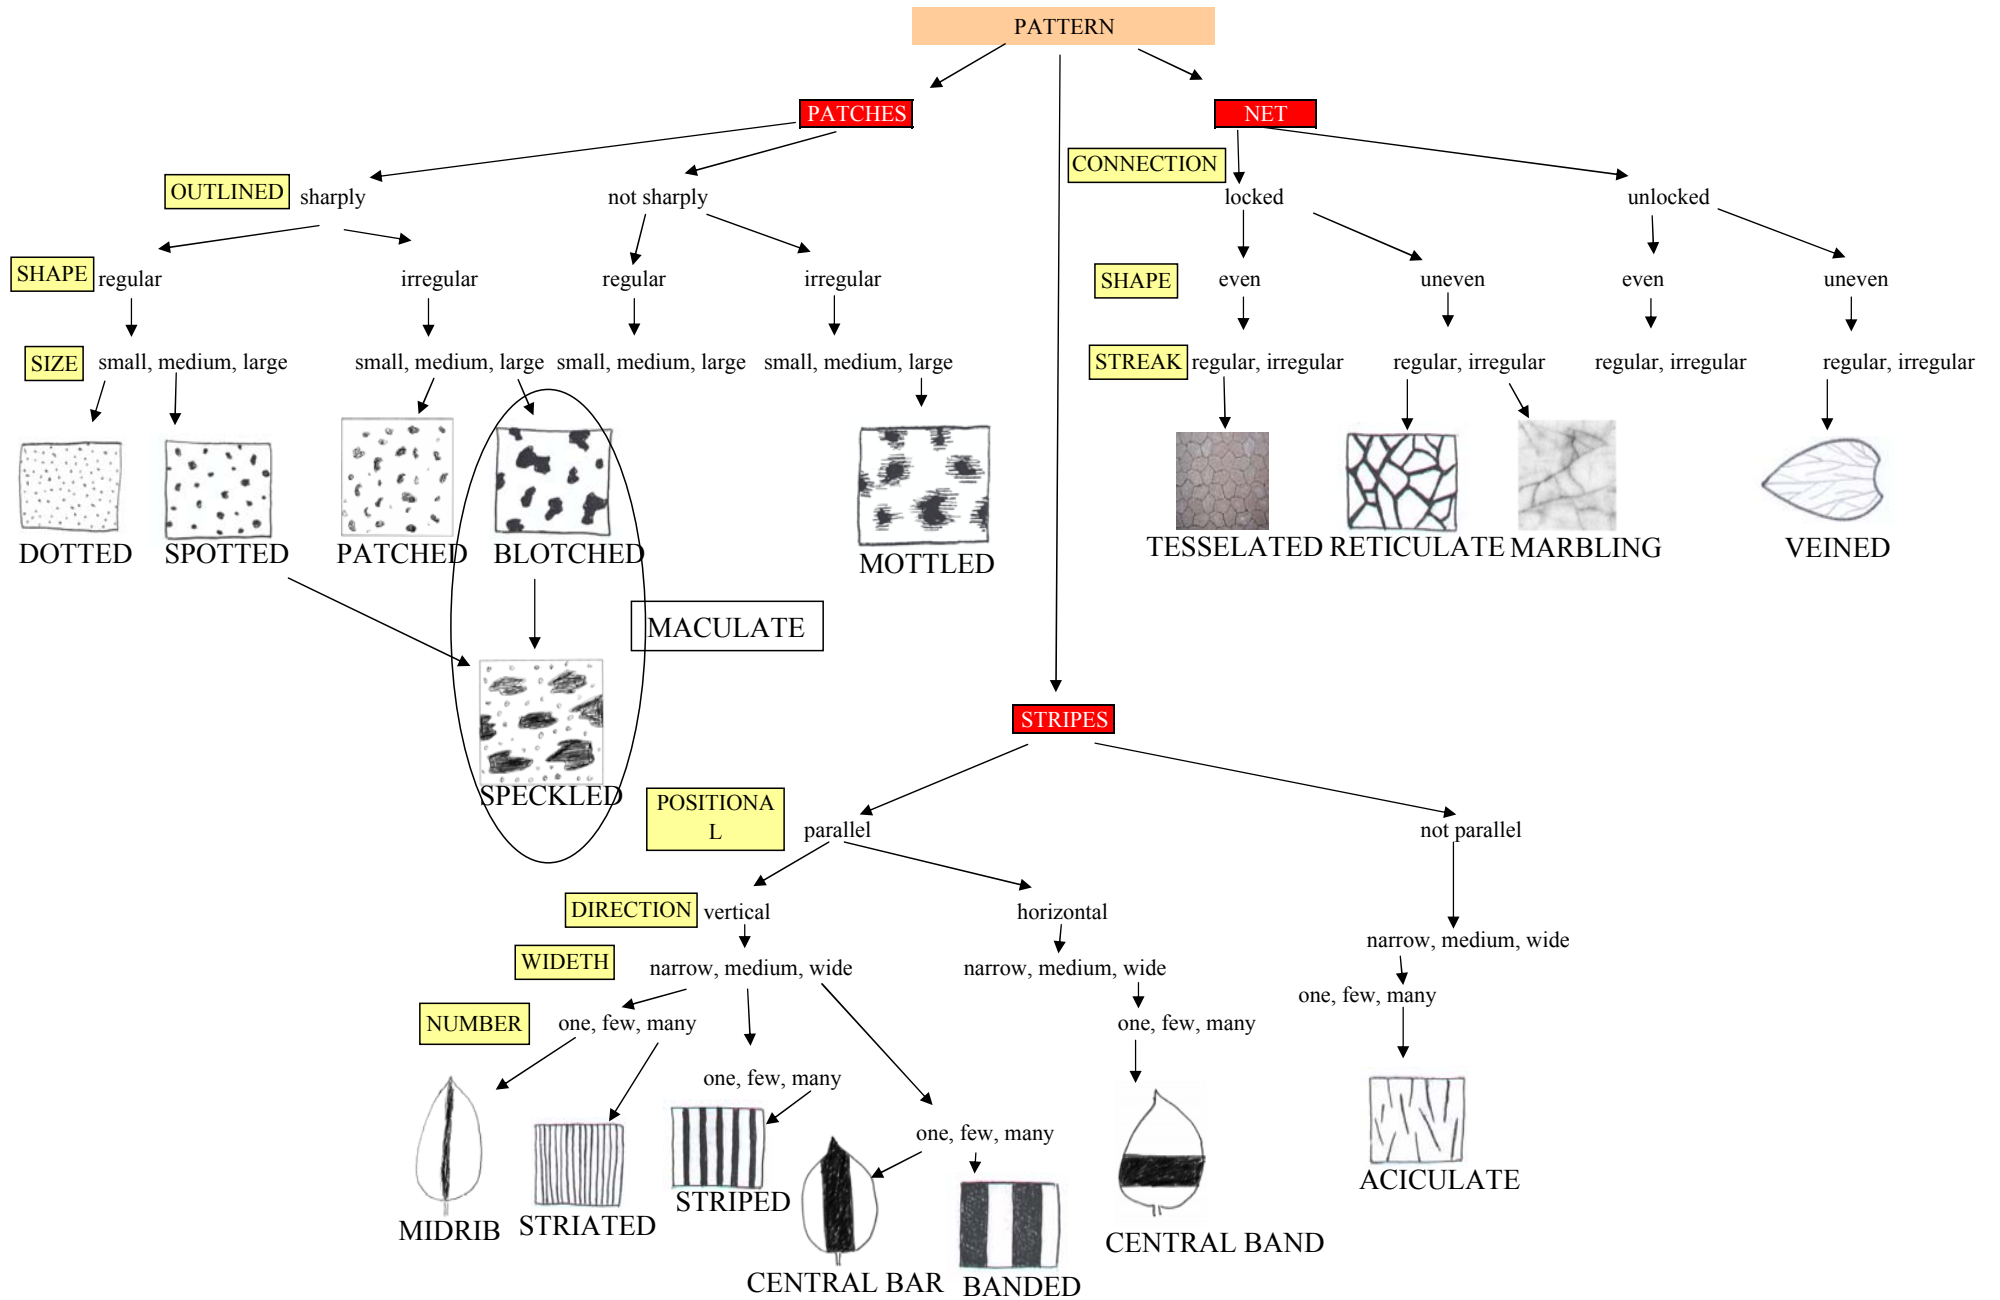 PATTERN
PATCHES
NET
CONNECTION
OUTLINED
sharply
not sharply
locked
unlocked
SHAPE
regular
irregular
regular
irregular
SHAPE
even
uneven
even
uneven
SIZE
small, medium, large
small, medium, large
small, medium, large
small, medium, large
STREAK
regular, irregular
regular, irregular
regular, irregular
regular, irregular
DOTTED
SPOTTED
PATCHED
BLOTCHED
MOTTLED
TESSELATED
RETICULATE
MARBLING
VEINED
MACULATE
SPECKLED
STRIPES
POSITIONA
L
parallel
not parallel
DIRECTION
vertical
horizontal
WIDETH
narrow, medium, wide
narrow, medium, wide
narrow, medium, wide
NUMBER
one, few, many
one, few, many
one, few, many
one, few, many
one, few, many
MIDRIB
STRIATED
STRIPED
CENTRAL BAR
BANDED
CENTRAL BAND
ACICULATE